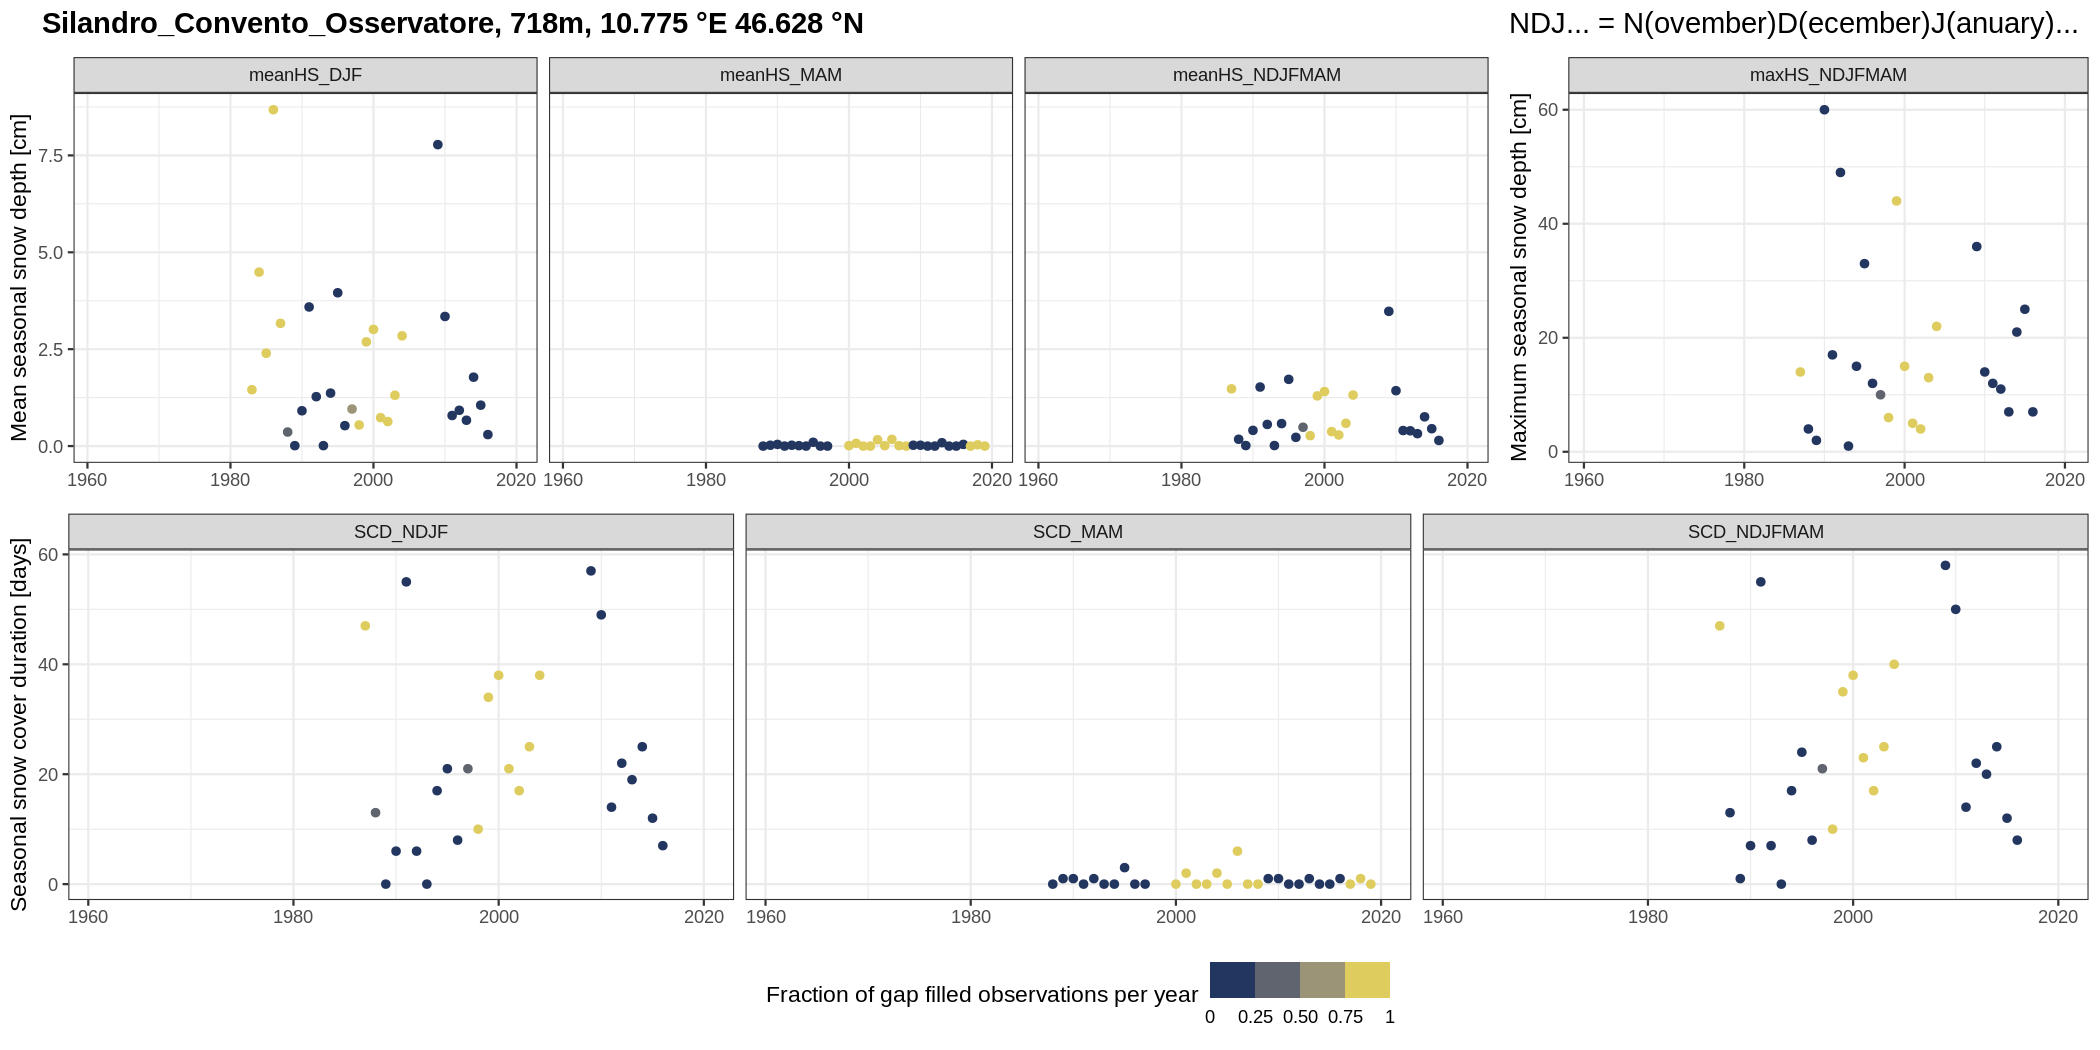 Silandro_Convento_Osservatore, 718m, 10.775 °E 46.628 °N
NDJ... = N(ovember)D(ecember)J(anuary)...
meanHS_DJF
meanHS_MAM
meanHS_NDJFMAM
maxHS_NDJFMAM
Mean seasonal snow depth [cm]
7.5
5.0
2.5
0.0
1960 1980 2000 2020
1960 1980 2000 2020
1960 1980 2000 2020
Maximum seasonal snow depth [cm]
60
40
20
0
1960 1980 2000 2020
SCD_NDJF
SCD_MAM
SCD_NDJFMAM
Seasonal snow cover duration [days]
60
40
20
0
1960 1980 2000 2020
1960 1980 2000 2020
1960 1980 2000 2020
Fraction of gap filled observations per year
0 0.25 0.50 0.75 1